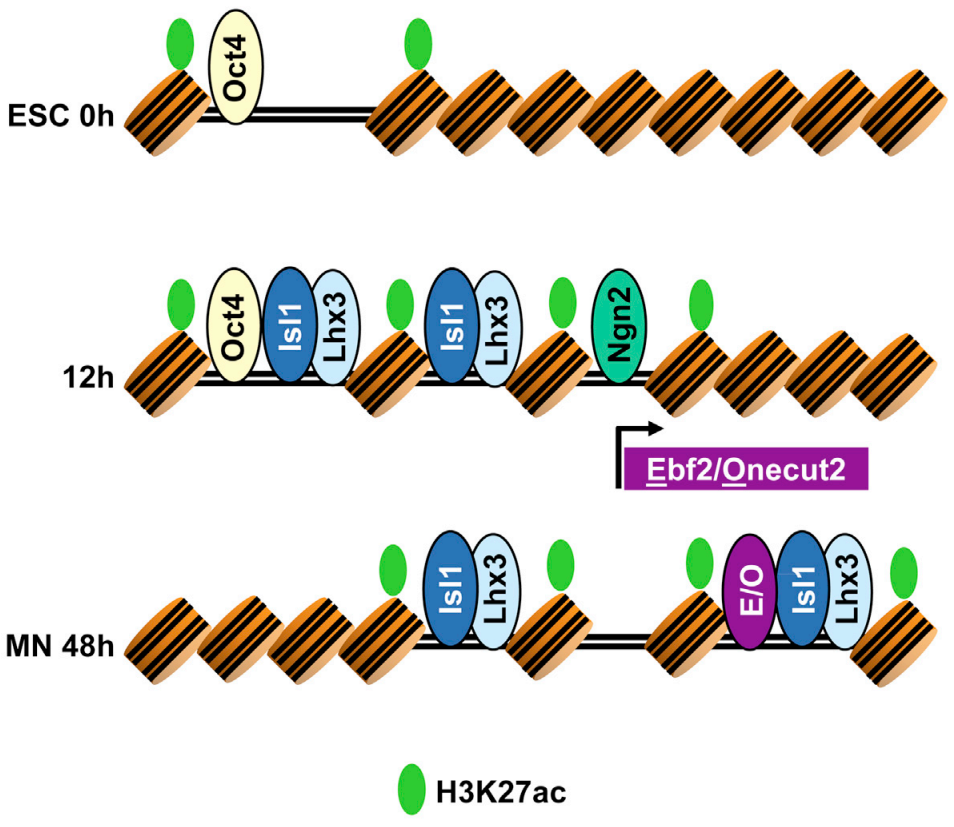 Oct4
ESC 0h
Oct4 Isl1 Lhx3 Isl1 Lhx3 Ngn2
12h
Ebf2/Onecut2
Isl1 Lhx3 E/O Isl1 Lhx3
MN 48h
H3K27ac